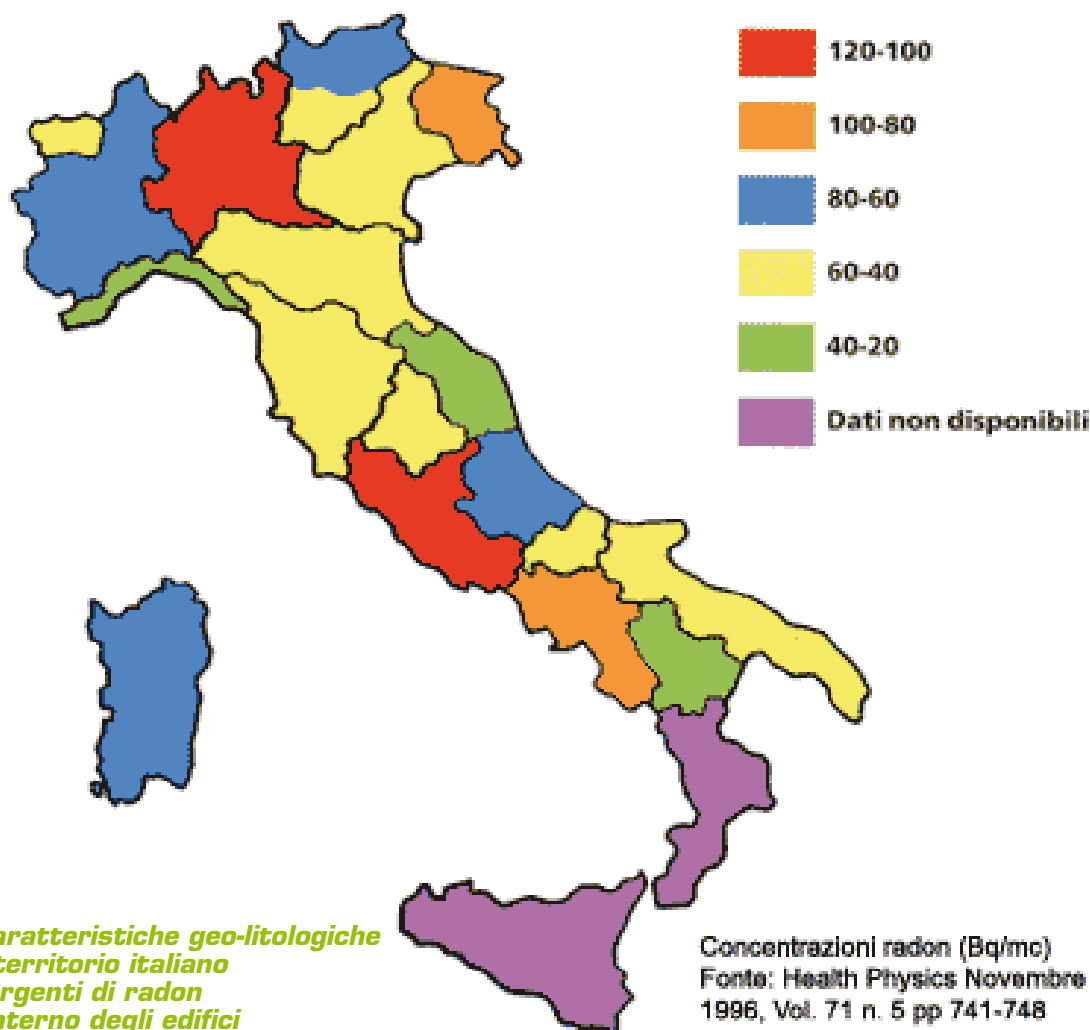 120-100
100-80
80-60
60-40
40-20
Dati non disponibili
aratteristiche geo-litologiche
territorio italiano
rgenti di radon
nterno degli edifici
Concentrazioni radon (Bq/mc)
Fonte: Health Physics Novembre
1996, Vol. 71 n. 5 pp 741-748